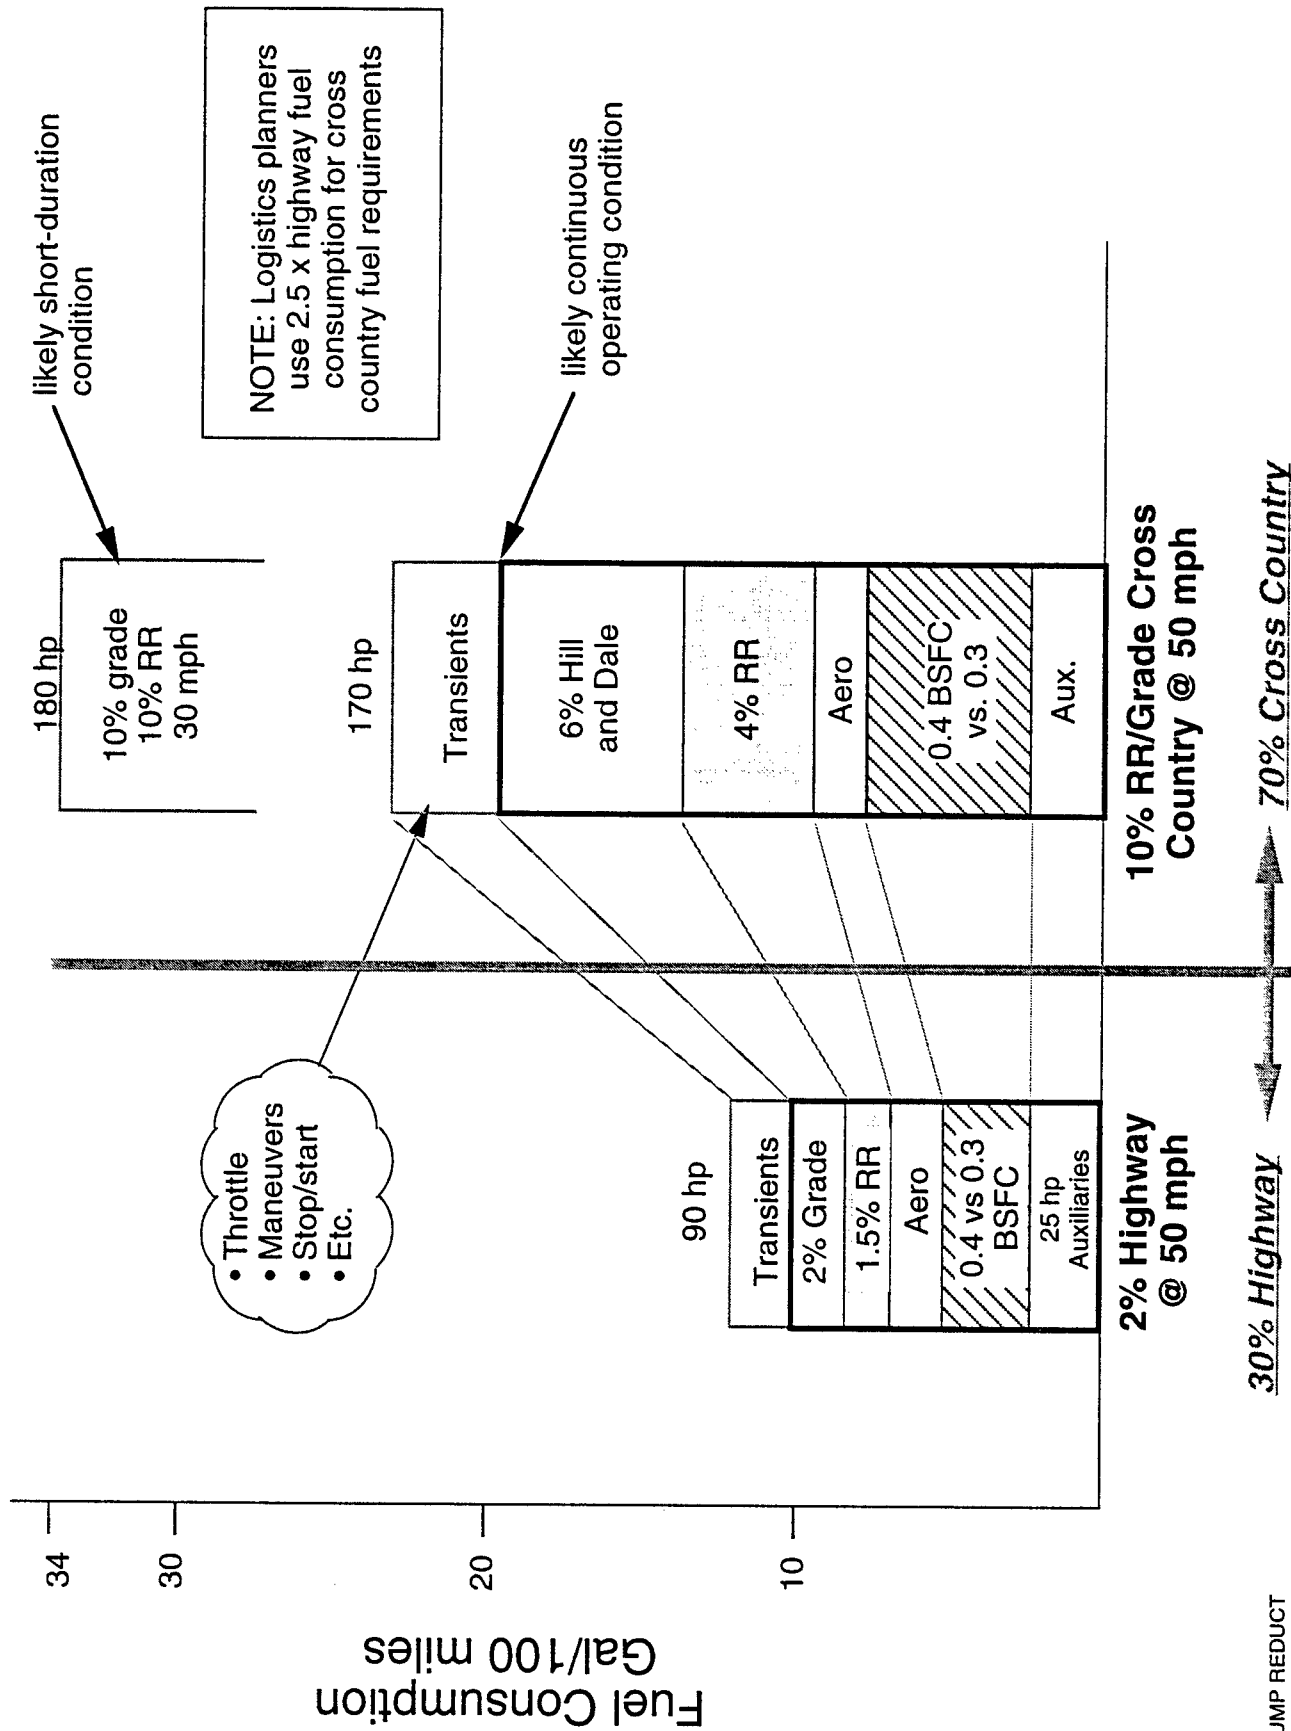 Fuel Consumption
Gal/100 miles
34
30
20
10
• Throttle
• Maneuvers
• Stop/start
• Etc.
90 hp
Transients
2% Grade
1.5% RR
Aero
0.4 vs 0.3
BSFC
25 hp
Auxiliaries
2% Highway
@ 50 mph
180 hp
10% grade
10% RR
30 mph
170 hp
Transients
6% Hill
and Dale
4% RR
Aero
0.4 BSFC
vs. 0.3
Aux.
10% RR/Grade Cross
Country @ 50 mph
likely short-duration
condition
NOTE: Logistics planners
use 2.5 x highway fuel
consumption for cross
country fuel requirements
likely continuous
operating condition
30% Highway
70% Cross Country
UMP REDUCT